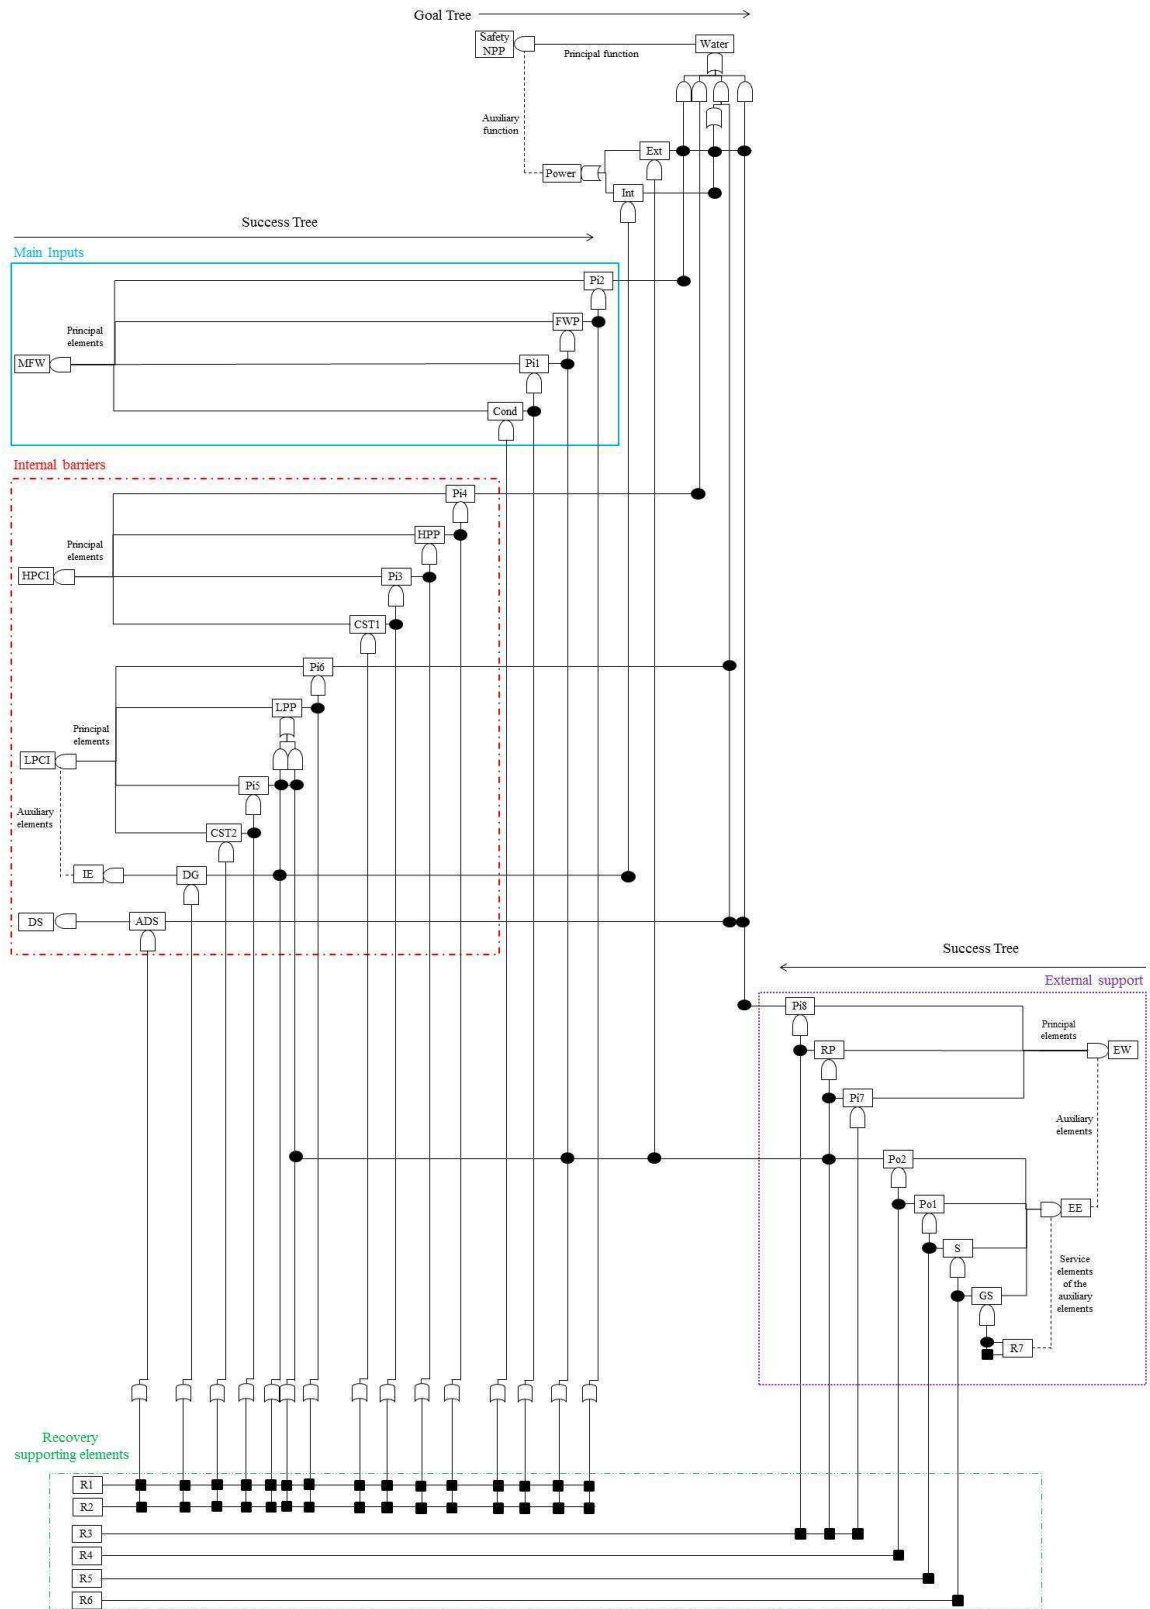 Goal Tree
Safety
NPP
Water
Principal function
Auxiliary
function
Ext
Power
Int
Success Tree
Main Inputs
Pi2
FWP
Principal
elements
MFW
Pi1
Cond
Internal barriers
Pi4
HPP
Principal
elements
HPCI
Pi3
CST1
Pi6
LPP
Principal
elements
LPCI
Pi5
Auxiliary
elements
CST2
IE
DG
DS
ADS
Success Tree
External support
Pi8
Principal
elements
RP
EW
Pi7
Auxiliary
elements
Po2
Po1
EE
S
Service
elements
of the
auxiliary
elements
GS
R7
Recovery
supporting elements
R1
R2
R3
R4
R5
R6